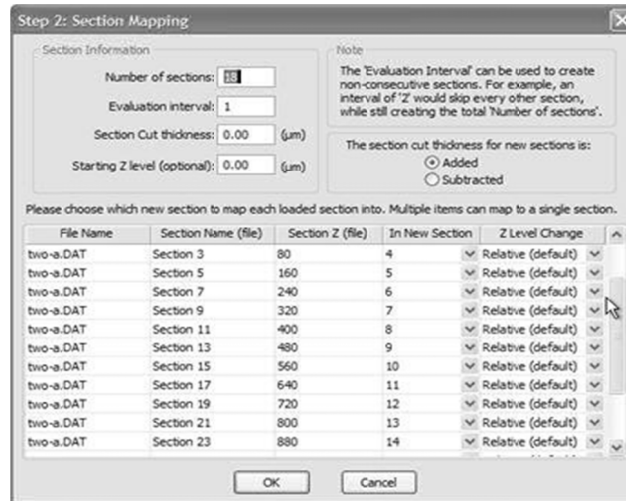 Step 2: Section Mapping
Section Information
Number of sections: 18
Evaluation interval: 1
Section Cut thickness: 0.00 (µm)
Starting Z level (optional): 0.00 (µm)
Note
The 'Evaluation Interval' can be used to create
non-consecutive sections. For example, an
interval of '2' would skip every other section,
while still creating the total 'Number of sections'.
The section cut thickness for new sections is:
Added
Subtracted
Please choose which new section to map each loaded section into. Multiple items can map to a single section.
File Name Section Name (file) Section Z (file) In New Section Z Level Change
two-a.DAT Section 3 80 4 Relative (default)
two-a.DAT Section 5 160 5 Relative (default)
two-a.DAT Section 7 240 6 Relative (default)
two-a.DAT Section 9 320 7 Relative (default)
two-a.DAT Section 11 400 8 Relative (default)
two-a.DAT Section 13 480 9 Relative (default)
two-a.DAT Section 15 560 10 Relative (default)
two-a.DAT Section 17 640 11 Relative (default)
two-a.DAT Section 19 720 12 Relative (default)
two-a.DAT Section 21 800 13 Relative (default)
two-a.DAT Section 23 880 14 Relative (default)
OK Cancel